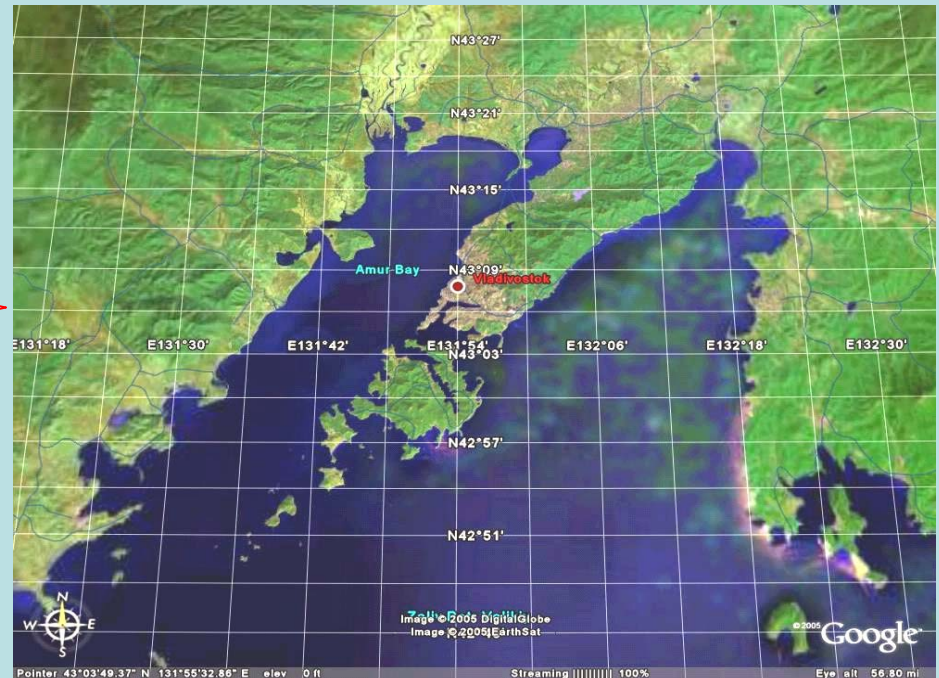 N43°27'
N43°21'
N43°15'
Amur Bay
N43°09'
Vladivostok
E131°18' E131°30' E131°42' E131°54' E132°06' E132°18' E132°30'
N43°03'
N42°57'
N42°51'
N
W E
S
Image © 2005 DigitalGlobe
Image © 2005 EarthSat
©2005 Google
Pointer 43°03'49.37" N 131°55'32.86" E elev 0 ft Streaming |||||||||| 100% Eye alt 56.80 mi